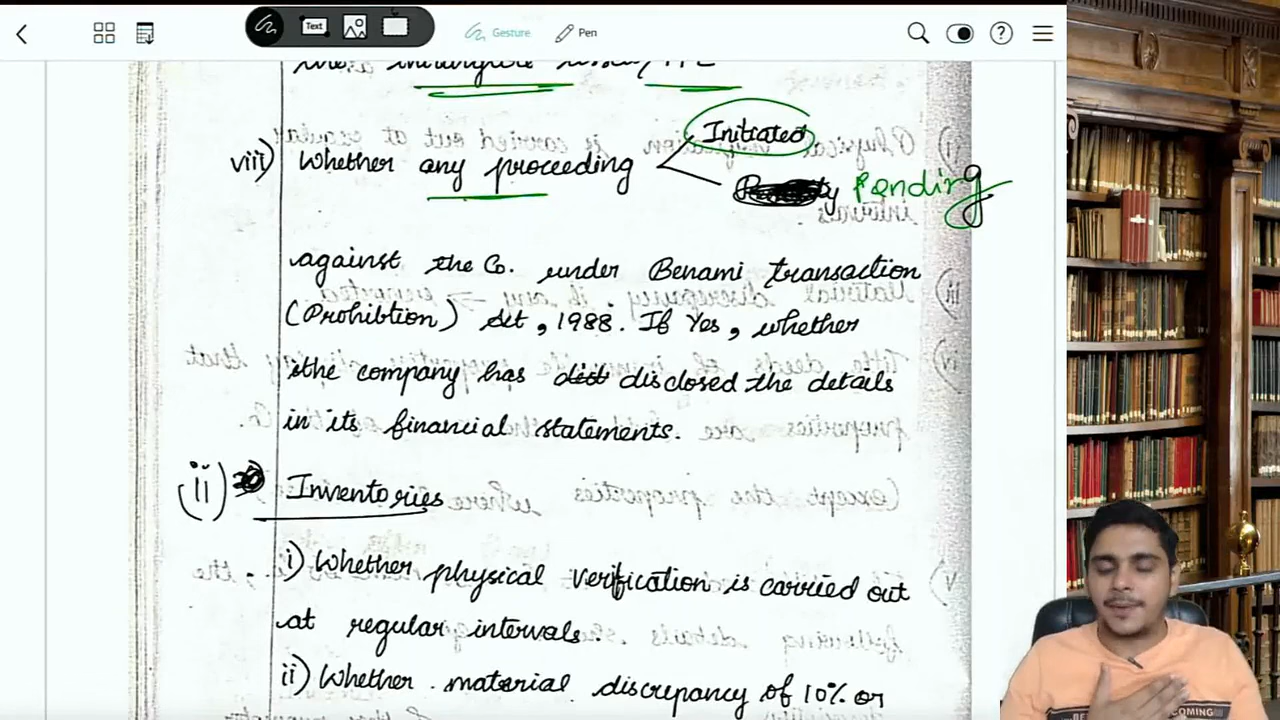 Text
Gesture
Pen
Initiated
viii) Whether any proceeding
Pending
against the Co. under Benami transaction
(Prohibtion) Act, 1988. If Yes, whether
the company has disclosed the details
in its financial statements.
(ii) Inventories
i) Whether physical verification is carried out
at regular intervals.
ii) Whether material discrepancy of 10% or